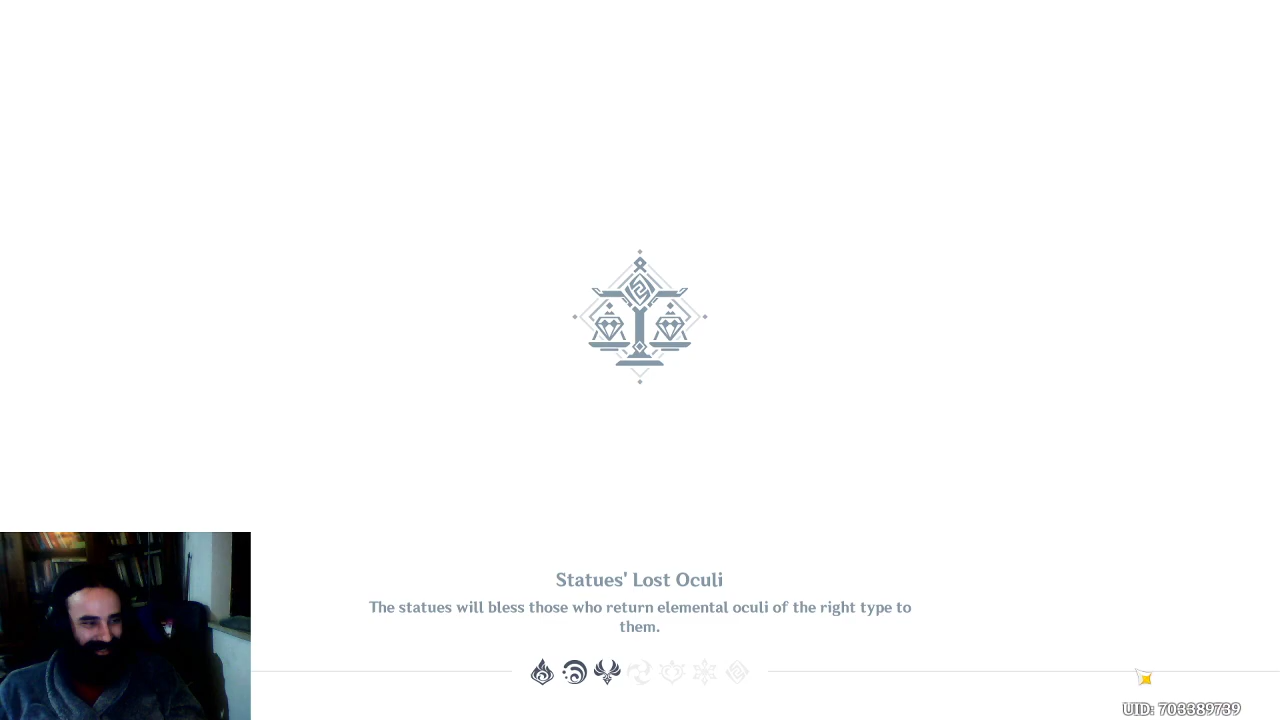 Statues' Lost Oculi
The statues will bless those who return elemental oculi of the right type to
them.
UID: 703389739